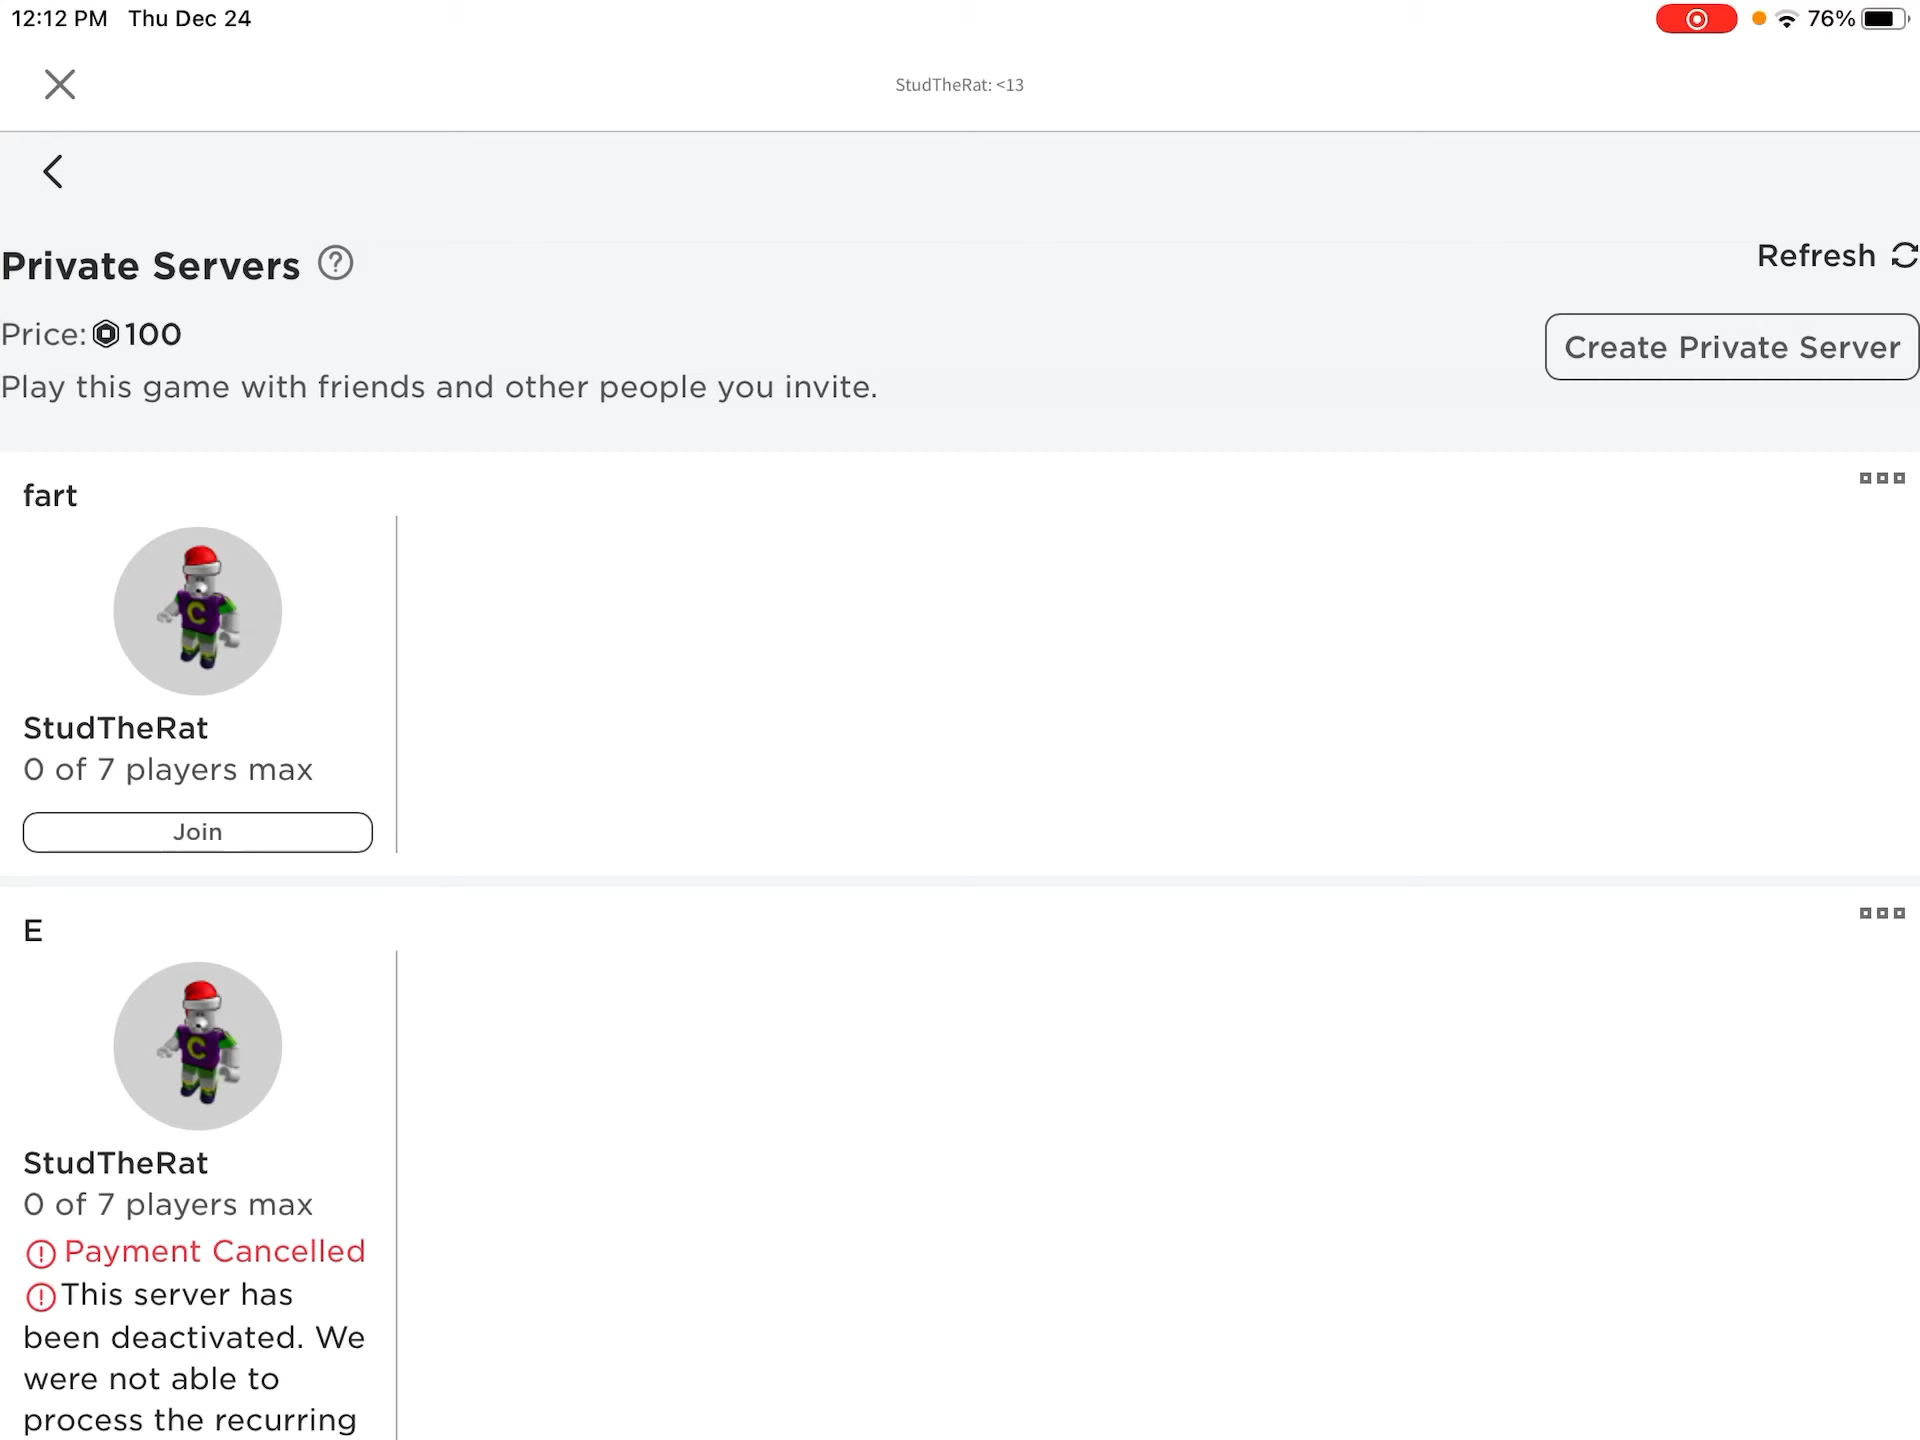 12:12 PM Thu Dec 24
76%
StudTheRat: <13
Private Servers
Refresh
Price: 100
Create Private Server
Play this game with friends and other people you invite.
fart
C
StudTheRat
0 of 7 players max
Join
E
C
StudTheRat
0 of 7 players max
Payment Cancelled
This server has
been deactivated. We
were not able to
process the recurring